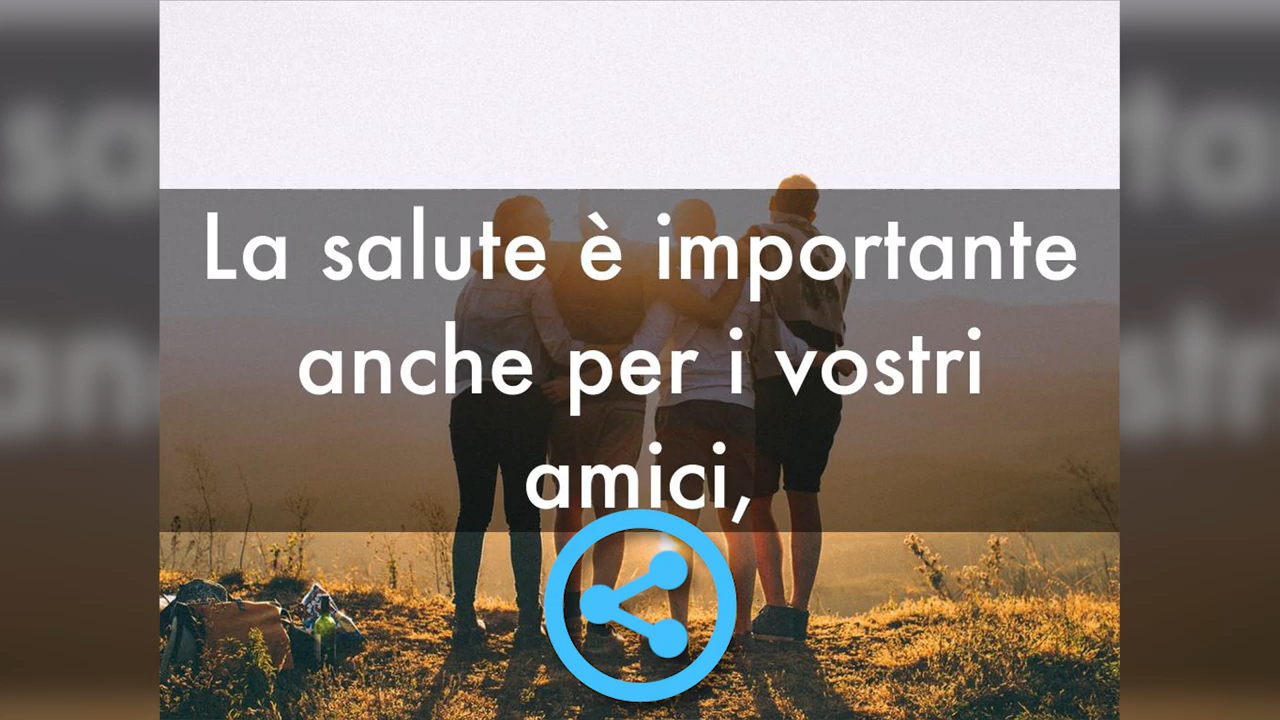 La salute è importante
anche per i vostri
amici,